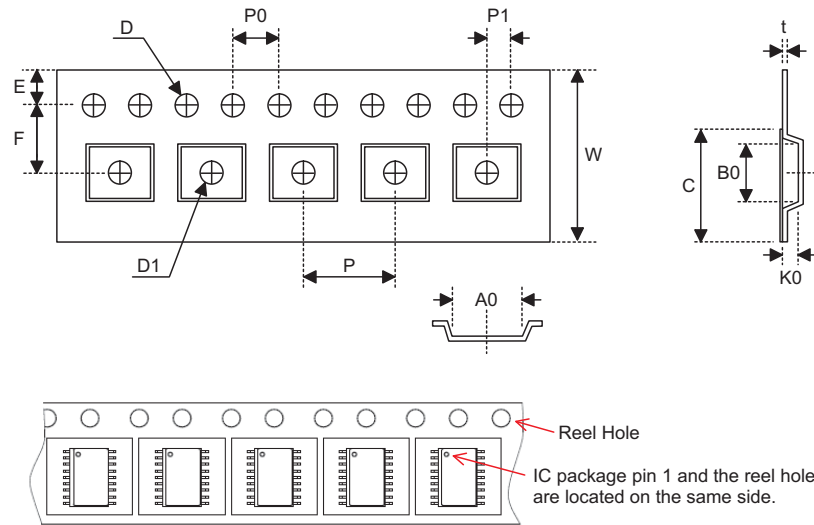 D
P0
P1
t
E
F
W
C
B0
D1
P
K0
A0
Reel Hole
IC package pin 1 and the reel hole
are located on the same side.